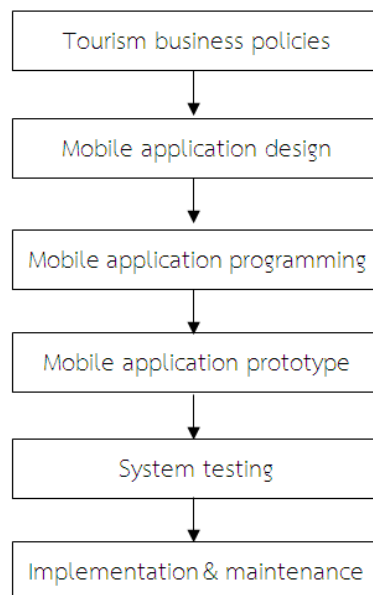 Tourism business policies
Mobile application design
Mobile application programming
Mobile application prototype
System testing
Implementation & maintenance